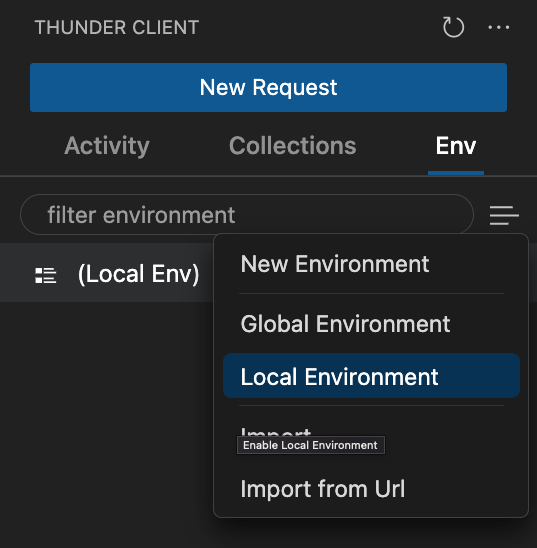 THUNDER CLIENT
New Request
Activity Collections Env
filter environment
(Local Env)
New Environment
Global Environment
Local Environment
Import
Enable Local Environment
Import from Url